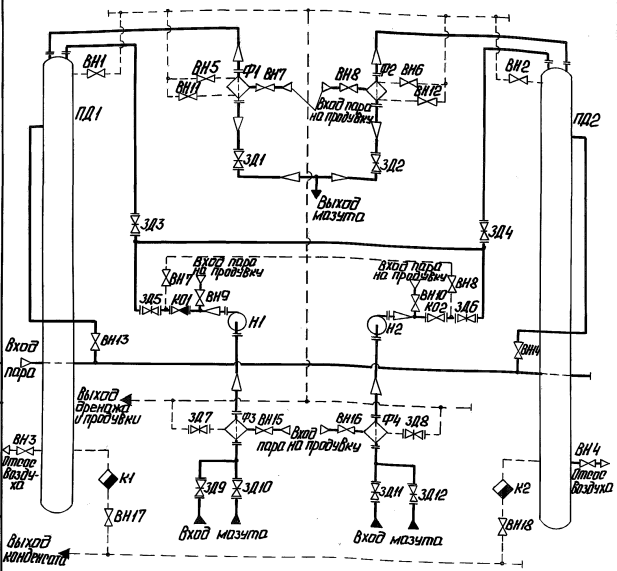 ВН1
ВН5
Ф1
ВН7
ВН8
Ф2
ВН6
ВН2
ВН11
ВН12
Вход пара
на продувку
ПД1
ПД2
ЗД1
ЗД2
Выход
мазута
ЗД3
ЗД4
Вход пара
на продувку
Вход пара
на продувку
ВН7
ВН8
ВН9
ВН10
ЗД5
КО1
КО2
ЗД6
Н1
Н2
ВН13
ВН14
Вход
пара
Выход
дренажа
и продувки
ЗД7
Ф3
ВН15
Вход
пара на продувку
ВН16
Ф4
ЗД8
ВН3
Отсос
Возду-
ха
ВН4
Отсос
Воздуха
К1
К2
ЗД9
ЗД10
ЗД11
ЗД12
ВН17
ВН18
Вход мазута
Вход мазута
Выход
конденсата